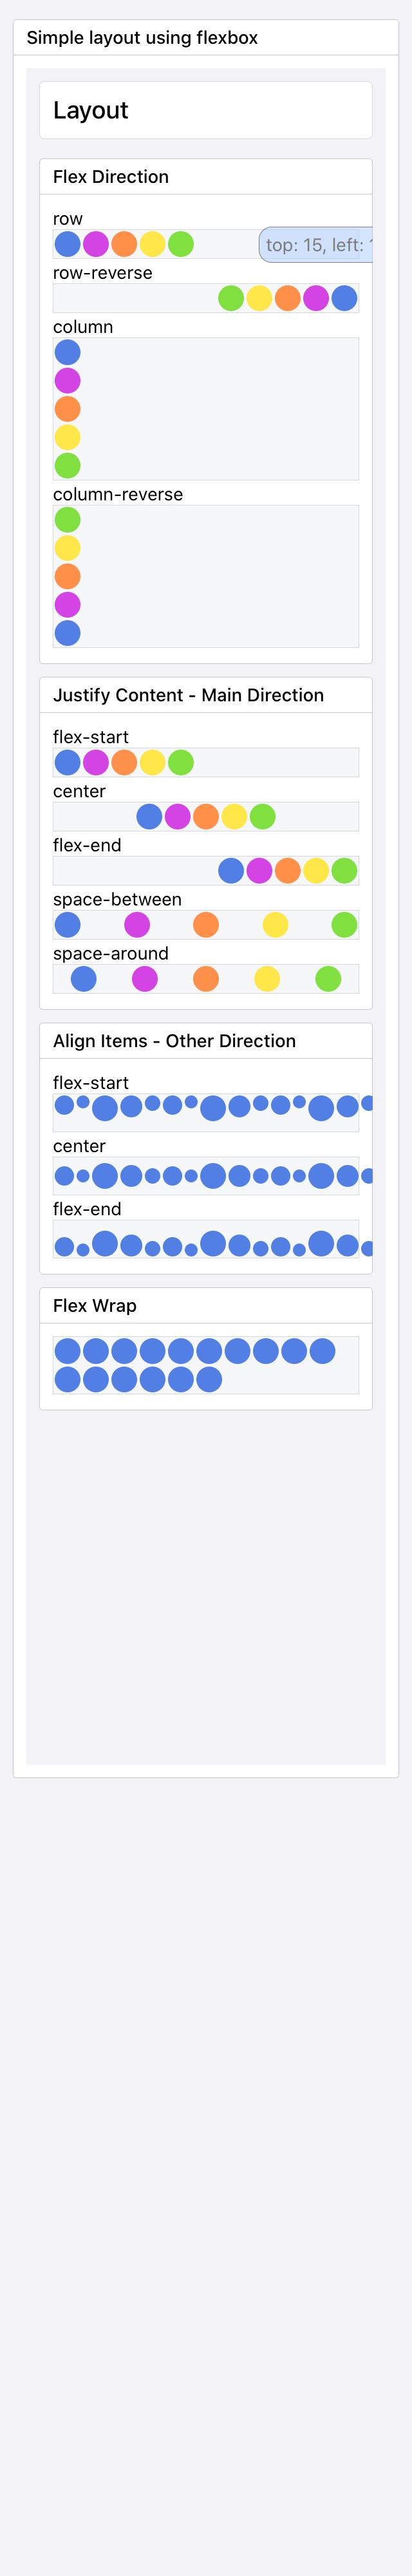 Simple layout using flexbox
Layout
Flex Direction
row
top: 15, left:
row-reverse
column
column-reverse
Justify Content - Main Direction
flex-start
center
flex-end
space-between
space-around
Align Items - Other Direction
flex-start
center
flex-end
Flex Wrap